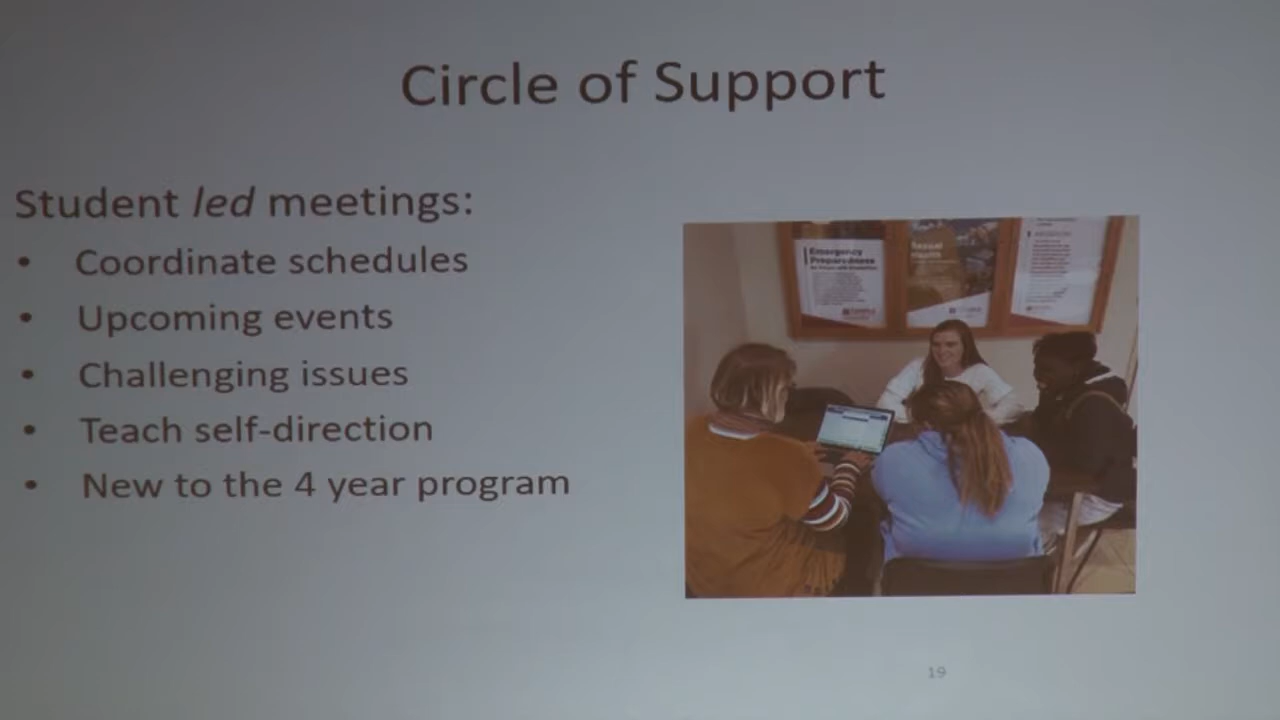 Circle of Support
Student led meetings:
• Coordinate schedules
• Upcoming events
• Challenging issues
• Teach self-direction
• New to the 4 year program
Emergency
Preparedness
Sexual
Health
19